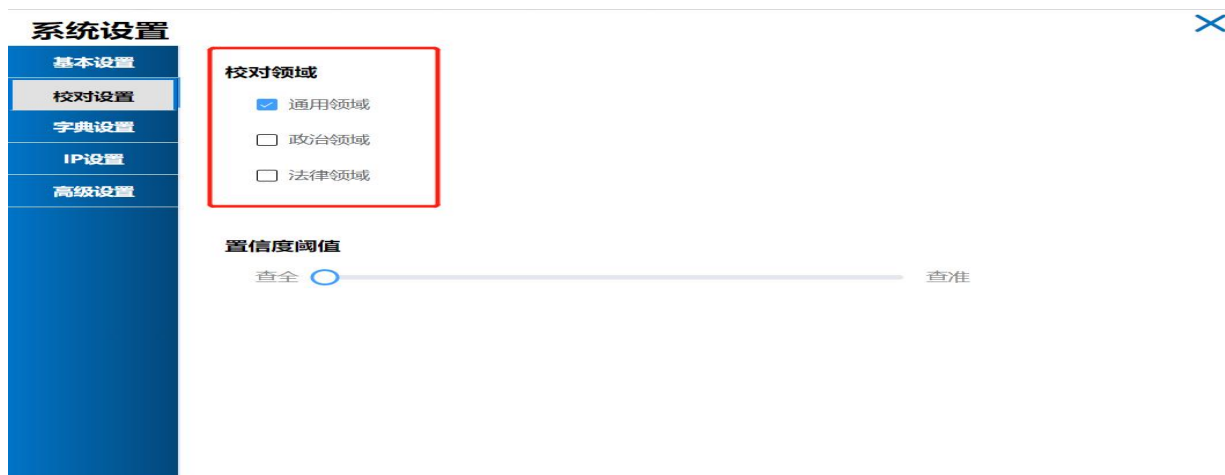 系统设置
基本设置
校对设置
字典设置
IP设置
高级设置
校对领域
通用领域
政治领域
法律领域
置信度阈值
查全
查准